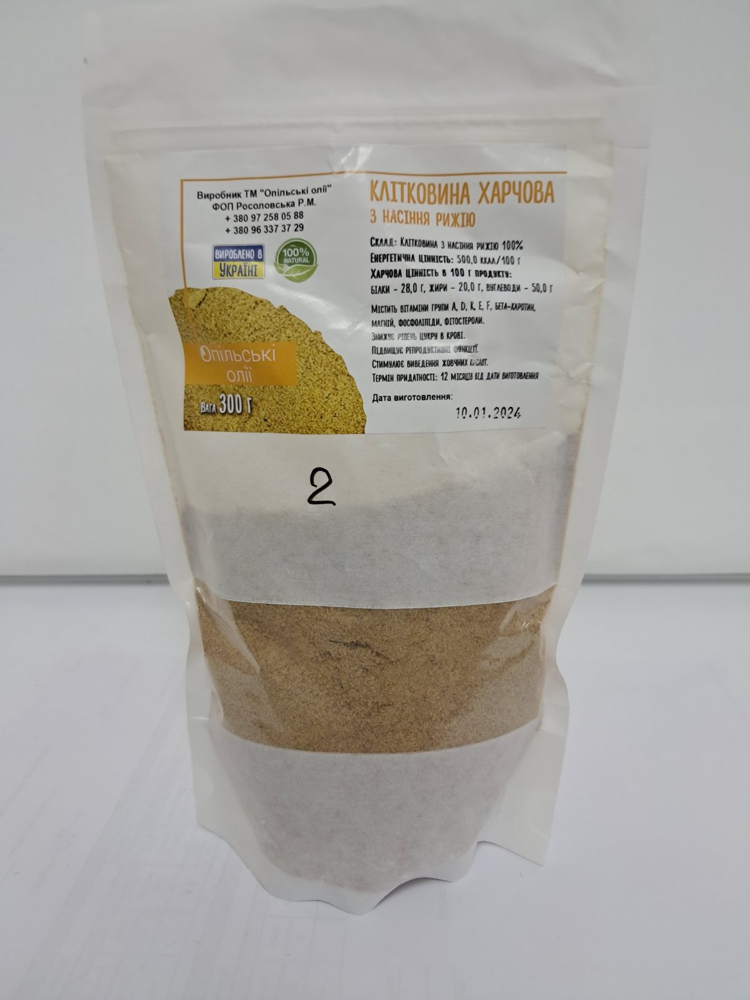 Виробник ТМ "Опільські олії"
ФОП Росоловська Р.М.
+ 380 97 258 05 88
+ 380 96 337 37 29
ВИРОБЛЕНО В
УКРАЇНІ
100%
NATURAL
Опільські
олії
Вага 300 г
КЛІТКОВИНА ХАРЧОВА
З НАСІННЯ РИЖІЮ
Склад: Клітковина з насіння рижію 100%
Енергетична цінність: 500,0 ккал/100 г
Харчова цінність в 100 г продукту:
білки – 28,0 г, жири – 20,0 г, вуглеводи – 50,0 г
Містить вітаміни групи A, D, K, E, F, бета-каротин,
магній, фосфоліпіди, фітостероли.
Знижує рівень цукру в крові.
Підвищує репродуктивні функції.
Стимулює виведення жовчних кислот.
Термін придатності: 12 місяців від дати виготовлення
Дата виготовлення:
10.01.2024
2